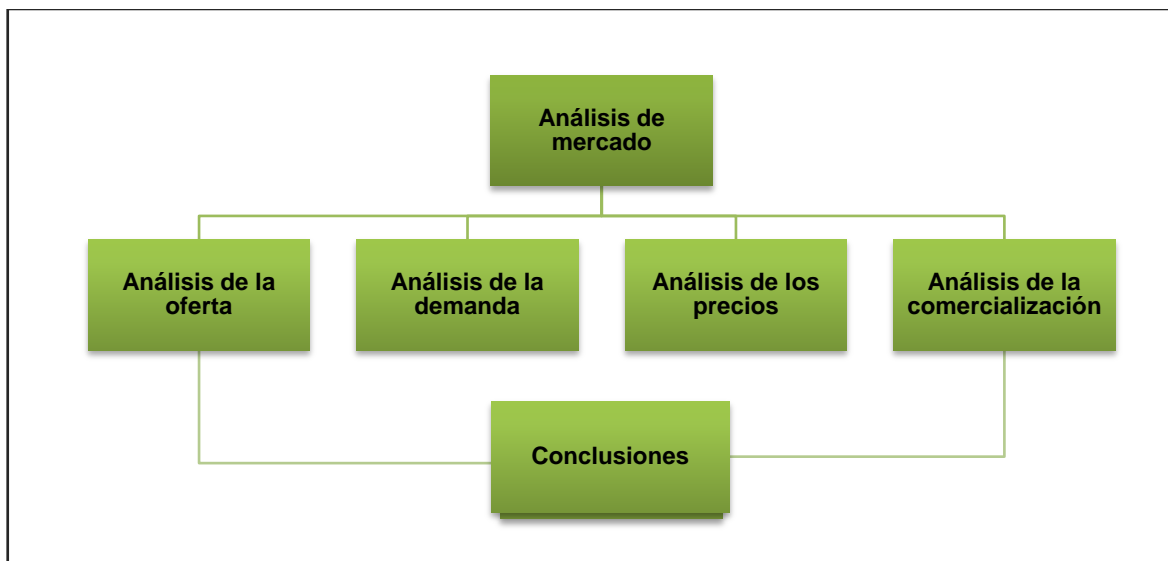 Análisis de
mercado
Análisis de la
oferta
Análisis de la
demanda
Análisis de los
precios
Análisis de la
comercialización
Conclusiones